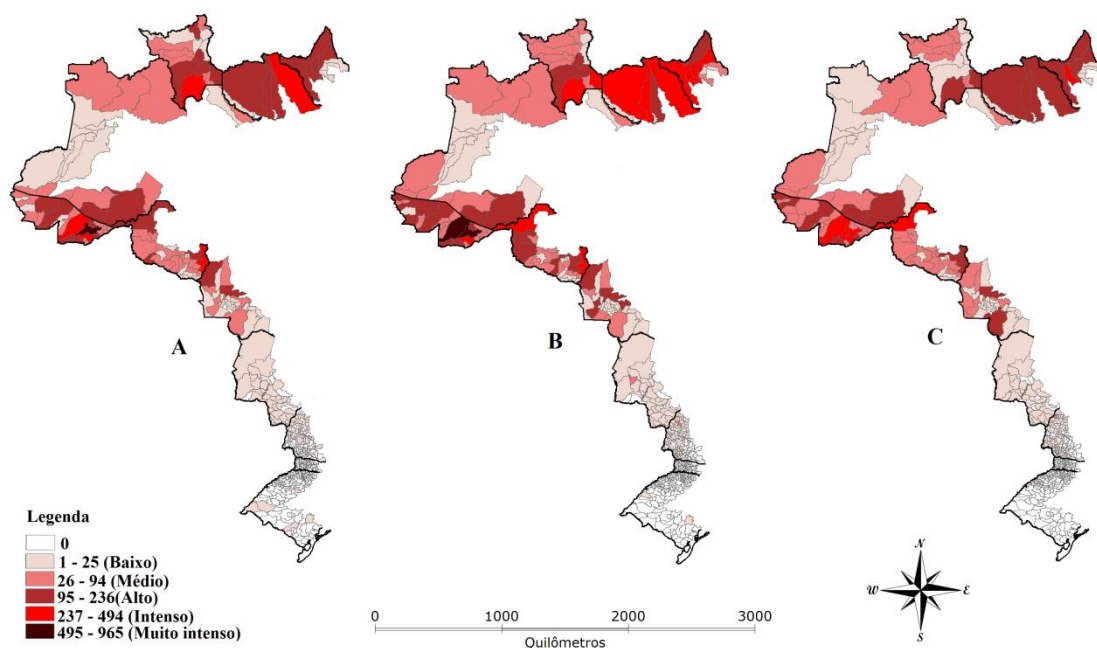 A
B
C
Legenda
0
1 - 25 (Baixo)
26 - 94 (Médio)
95 - 236(Alto)
237 - 494 (Intenso)
495 - 965 (Muito intenso)
0 1000 2000 3000
Quilômetros
N
W E
S